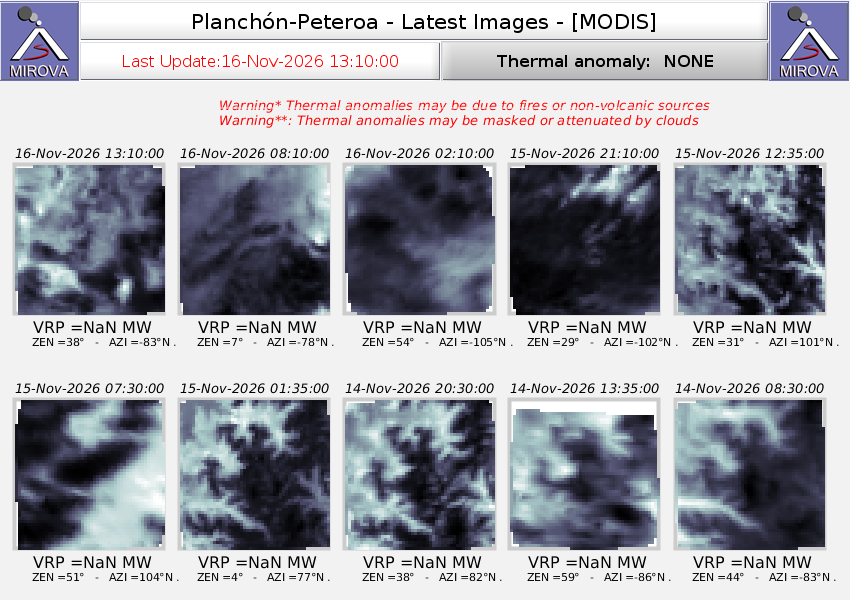 Planchón-Peteroa - Latest Images - [MODIS]
MIROVA
Last Update:16-Nov-2026 13:10:00
Thermal anomaly: NONE
MIROVA
Warning* Thermal anomalies may be due to fires or non-volcanic sources
Warning**: Thermal anomalies may be masked or attenuated by clouds
16-Nov-2026 13:10:00
16-Nov-2026 08:10:00
16-Nov-2026 02:10:00
15-Nov-2026 21:10:00
15-Nov-2026 12:35:00
VRP =NaN MW
VRP =NaN MW
VRP =NaN MW
VRP =NaN MW
VRP =NaN MW
ZEN =38° - AZI =-83°N .
ZEN =7° - AZI =-78°N .
ZEN =54° - AZI =-105°N .
ZEN =29° - AZI =-102°N .
ZEN =31° - AZI =101°N .
15-Nov-2026 07:30:00
15-Nov-2026 01:35:00
14-Nov-2026 20:30:00
14-Nov-2026 13:35:00
14-Nov-2026 08:30:00
VRP =NaN MW
VRP =NaN MW
VRP =NaN MW
VRP =NaN MW
VRP =NaN MW
ZEN =51° - AZI =104°N .
ZEN =4° - AZI =77°N .
ZEN =38° - AZI =82°N .
ZEN =59° - AZI =-86°N .
ZEN =44° - AZI =-83°N .